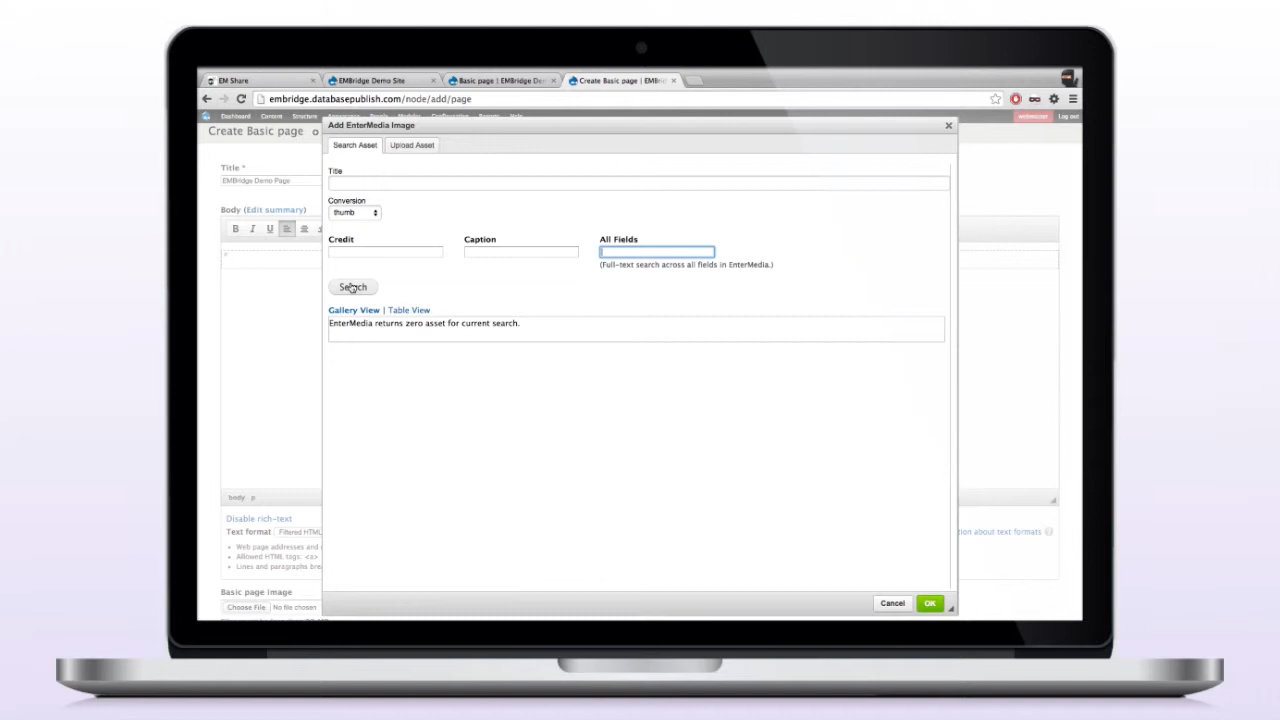 EM Share
EMBridge Demo Site
Basic page | EMBridge De
Create Basic page | EMBri
embridge.databasepublish.com/node/add/page
Dashboard Content Structure Help
Log out
Create Basic page
Add EnterMedia Image
Search Asset Upload Asset
Title *
EMBridge Demo Page
Body (Edit summary)
B I U
Title
Conversion
thumb
Credit Caption All Fields
(Full-text search across all fields in EnterMedia.)
Search
Gallery View | Table View
EnterMedia returns zero asset for current search.
body p
Disable rich-text
Text format Filtered HTML
tion about text formats
Web page addresses and
Allowed HTML tags: <a>
Lines and paragraphs bre
Basic page image
Choose File No file chosen
Cancel OK